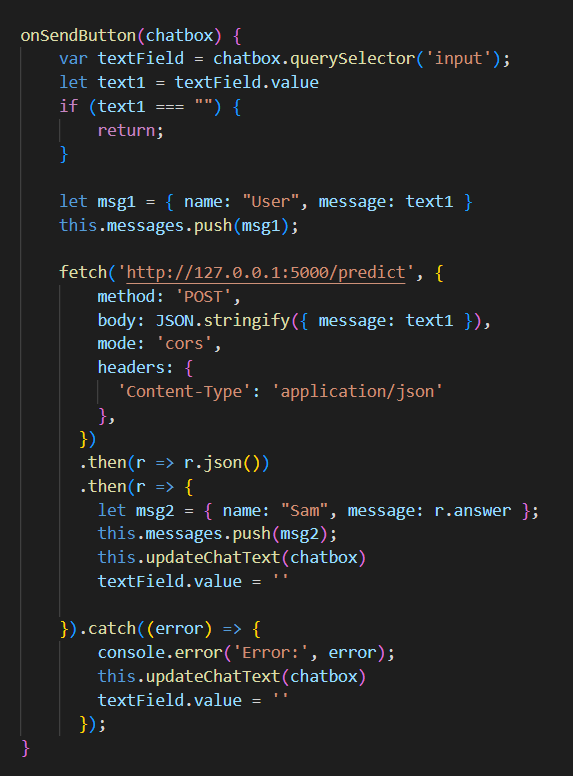 onSendButton(chatbox) {
    var textField = chatbox.querySelector('input');
    let text1 = textField.value
    if (text1 === "") {
        return;
    }

    let msg1 = { name: "User", message: text1 }
    this.messages.push(msg1);

    fetch('http://127.0.0.1:5000/predict', {
        method: 'POST',
        body: JSON.stringify({ message: text1 }),
        mode: 'cors',
        headers: {
          'Content-Type': 'application/json'
        },
      })
      .then(r => r.json())
      .then(r => {
        let msg2 = { name: "Sam", message: r.answer };
        this.messages.push(msg2);
        this.updateChatText(chatbox)
        textField.value = ''

    }).catch((error) => {
        console.error('Error:', error);
        this.updateChatText(chatbox)
        textField.value = ''
      });
}